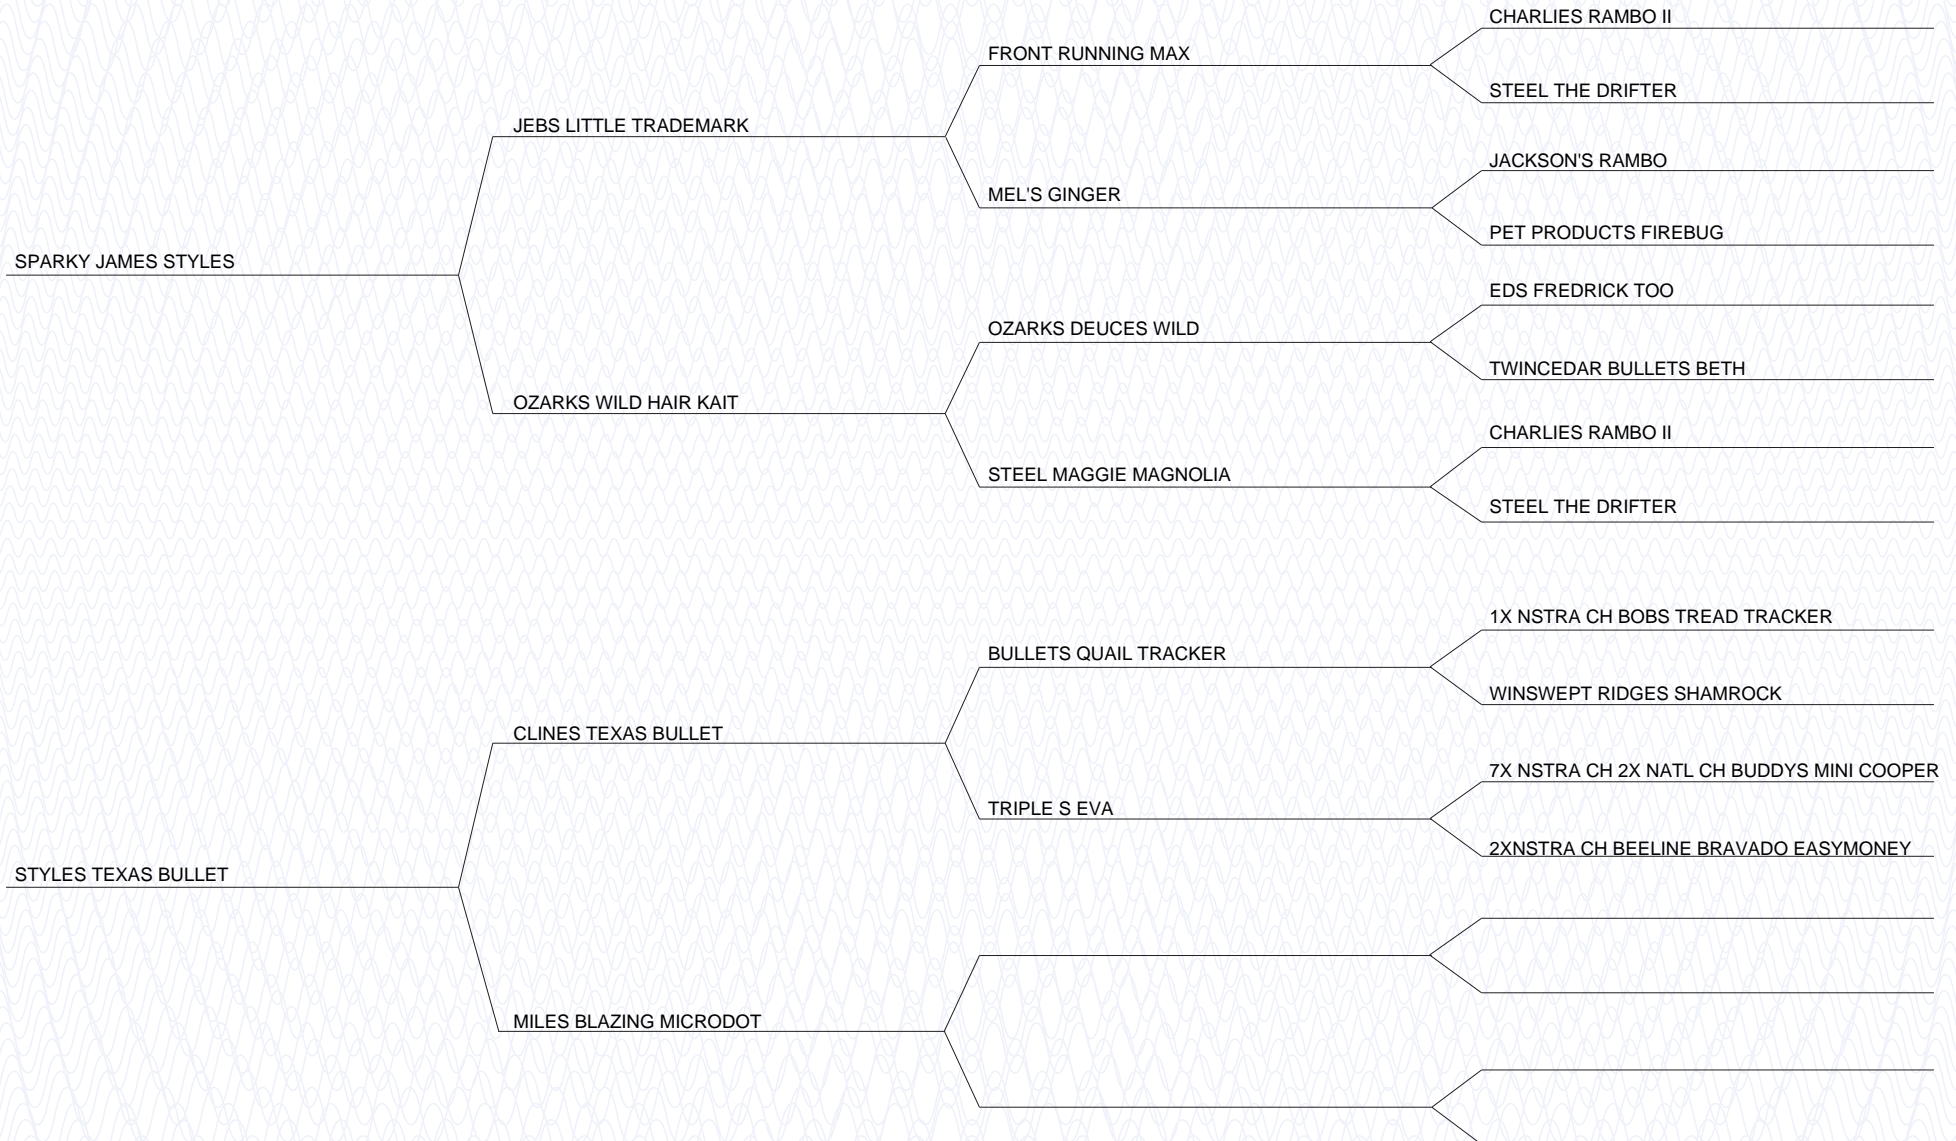 CHARLIES RAMBO II
FRONT RUNNING MAX
STEEL THE DRIFTER
JEBS LITTLE TRADEMARK
JACKSON'S RAMBO
MEL'S GINGER
PET PRODUCTS FIREBUG
SPARKY JAMES STYLES
EDS FREDRICK TOO
OZARKS DEUCES WILD
TWINCEDAR BULLETS BETH
OZARKS WILD HAIR KAIT
CHARLIES RAMBO II
STEEL MAGGIE MAGNOLIA
STEEL THE DRIFTER
1X NSTRA CH BOBS TREAD TRACKER
BULLETS QUAIL TRACKER
WINSWEPT RIDGES SHAMROCK
CLINES TEXAS BULLET
7X NSTRA CH 2X NATL CH BUDDYS MINI COOPER
TRIPLE S EVA
2XNSTRA CH BEELINE BRAVADO EASYMONEY
STYLES TEXAS BULLET
MILES BLAZING MICRODOT